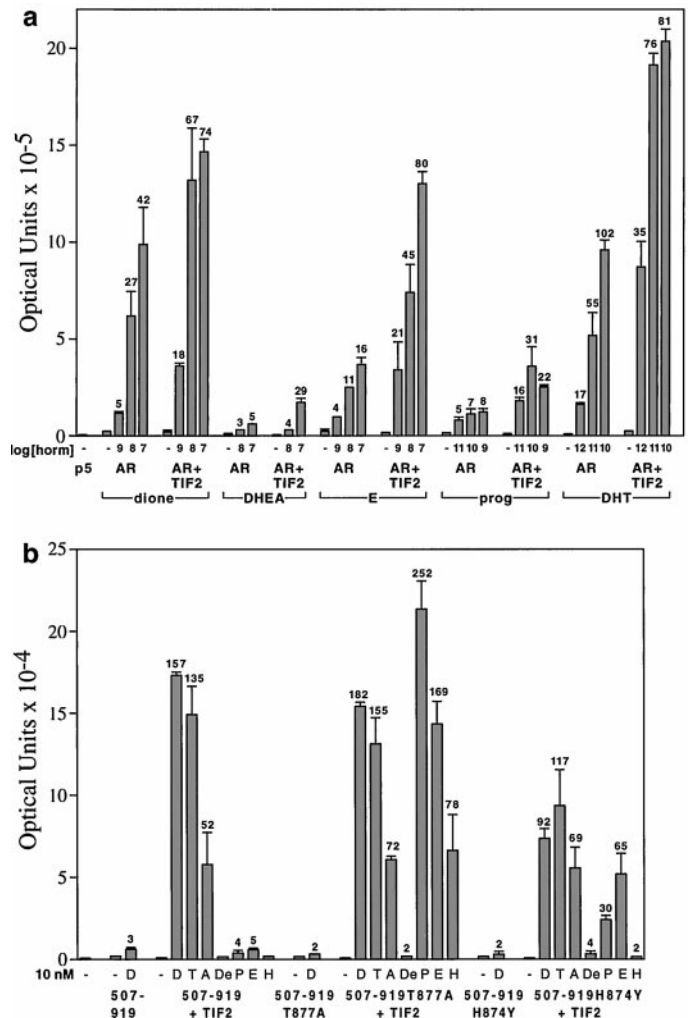 a
Optical Units x 10-5
20
15
10
5
0
5 27 42 18 67 74 3 5 4 29 4 11 16 21 45 80 5 7 8 16 31 22 17 55 102 35 76 81
log[horm] - - 9 8 7 - 9 8 7 - 8 7 - 8 7 - 9 8 7 - 9 8 7 - 11 10 9 - 11 10 9 - 12 11 10 - 12 11 10
p5 AR AR+ TIF2 AR AR+ TIF2 AR AR+ TIF2 AR AR+ TIF2 AR AR+ TIF2
dione DHEA E prog DHT
b
Optical Units x 10-4
25
20
15
10
5
0
3 157 135 52 4 5 2 182 155 72 2 252 169 78 2 92 117 69 4 30 65 2
10 nM - - D - D T A De P E H - D - D T A De P E H - D - D T A De P E H
507- 507-919 507-919 507-919T877A 507-919 507-919H874Y
919 + TIF2 T877A + TIF2 H874Y + TIF2